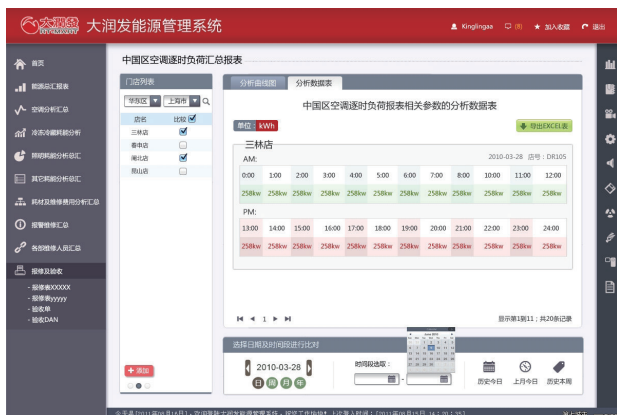 大润发 大润发能源管理系统
RT-MART
Kinglingaa (8) 加入收藏 退出
首页
能源总汇报表
空调分析汇总
冷冻冷藏耗能分析
照明耗能分析总汇
其它耗能分析总汇
耗材及维修费用分析汇总
报警维修汇总
各部维修人员汇总
报修及验收
- 报修表XXXXX
- 报修表yyyyy
- 验收单
- 验收DAN
中国区空调逐时负荷汇总报表
门店列表
华东区 上海市
店名 比较
三林店
春申店
闸北店
昆山店
+ 添加
分析曲线图 分析数据表
中国区空调逐时负荷报表相关参数的分析数据表
单位: kWh
导出EXCEL表
三林店
AM: 2010-03-28 店号: DR105
0:00 1:00 2:00 3:00 4:00 5:00 6:00 7:00 8:00 10:00 11:00 12:00
258kw 258kw 258kw 258kw 258kw 258kw 258kw 258kw 258kw 258kw 258kw 258kw
PM:
13:00 14:00 15:00 16:00 17:00 18:00 19:00 20:00 21:00 22:00 23:00 24:00
258kw 258kw 258kw 258kw 258kw 258kw 258kw 258kw 258kw 258kw 258kw 258kw
1
显示第1到11; 共20条记录
选择日期及时间段进行比对
2010-03-28
日 周 月 年
时间段选取:
-
历史今日 上月今日 历史本周